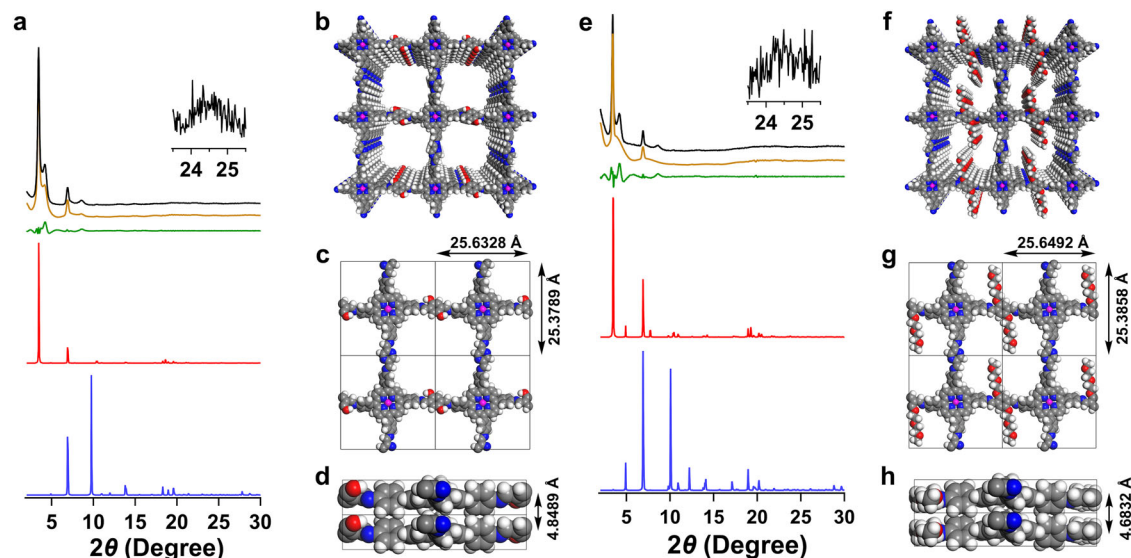 a
24 25
5 10 15 20 25 30
2θ (Degree)
b
c
25.6328 Å
25.3789 Å
d
4.8489 Å
e
24 25
5 10 15 20 25 30
2θ (Degree)
f
g
25.6492 Å
25.3858 Å
h
4.6832 Å